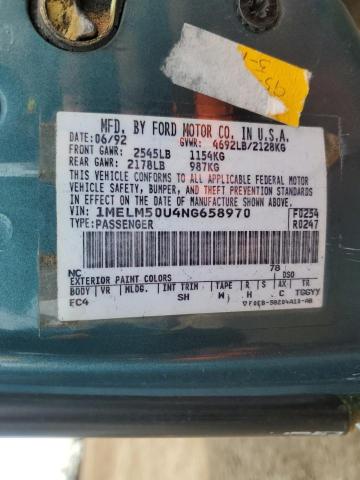 MFD. BY FORD MOTOR CO. IN U.S.A.
DATE: 06/92 GVWR: 4692LB/2128KG
FRONT GAWR: 2545LB 1154KG
REAR GAWR: 2178LB 987KG
THIS VEHICLE CONFORMS TO ALL APPLICABLE FEDERAL MOTOR
VEHICLE SAFETY, BUMPER, AND THEFT PREVENTION STANDARDS
IN EFFECT ON THE DATE OF MANUFACTURE SHOWN ABOVE.
VIN: 1MELM50U4NG658970 F0254
TYPE: PASSENGER R0247
NC 78
EXTERIOR PAINT COLORS DSO
BODY VR MLDG. INT TRIM TAPE R S AX TR
EC4 SH W H C TGGYY